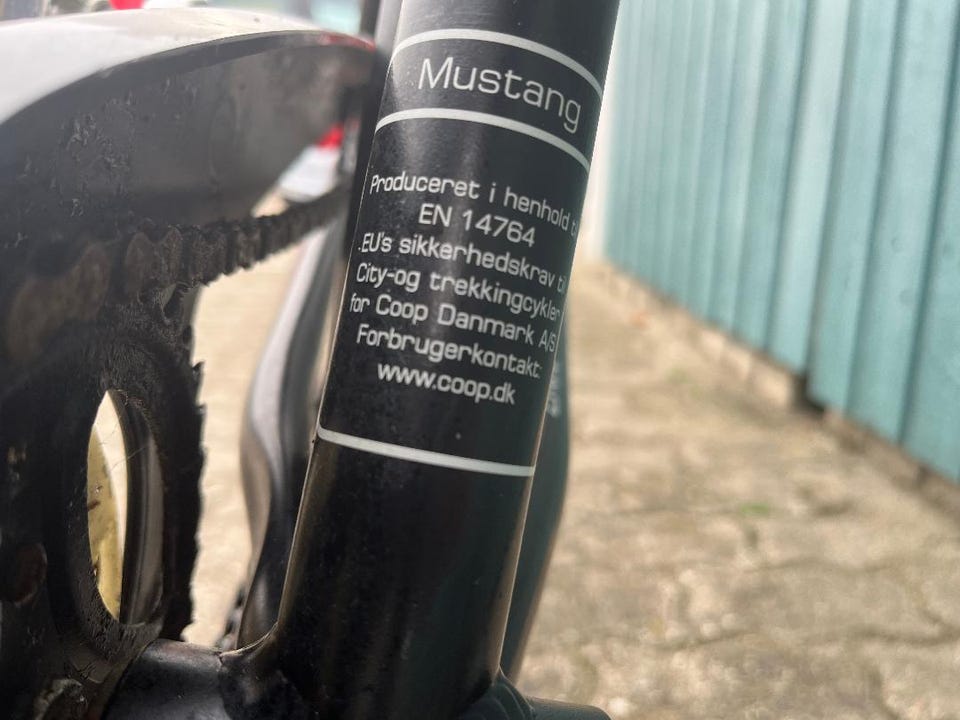 Mustang
Produceret i henhold
EN 14764
EU's sikkerhedskrav
City-og trekkingcykler
for Coop Danmark A/S
Forbrugerkontakt:
www.coop.dk